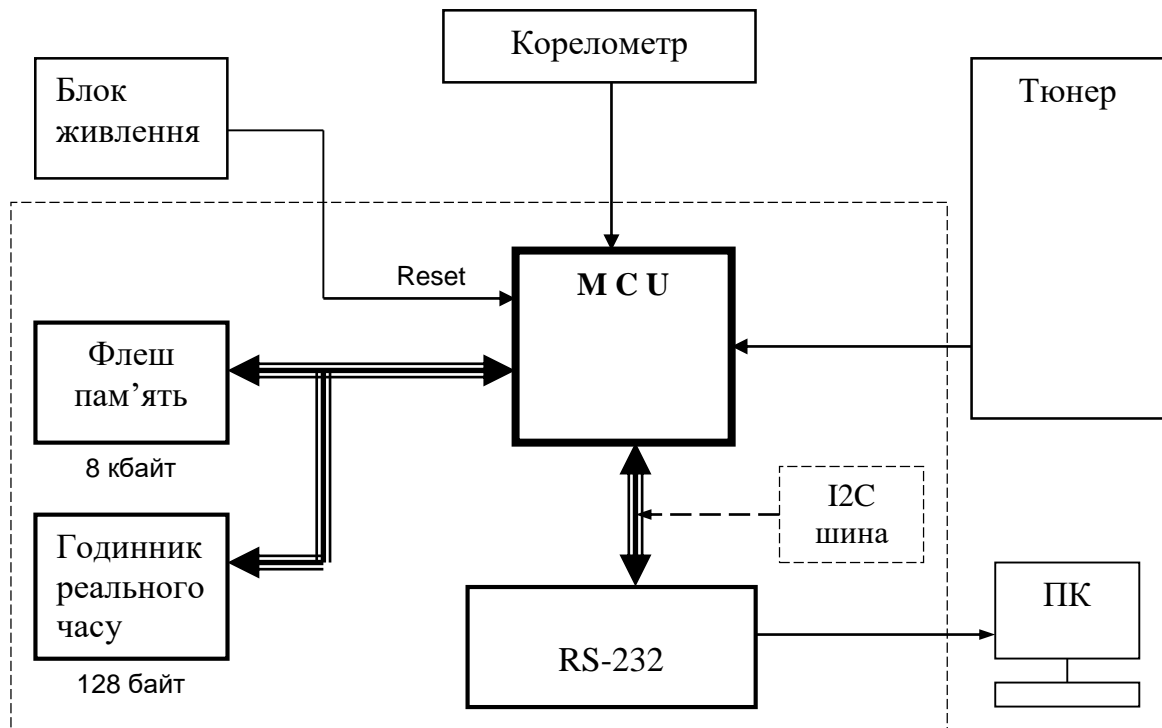 Корелометр
Блок
живлення
Тюнер
Reset
M C U
Флеш
пам’ять
8 кбайт
I2C
шина
Годинник
реального
часу
128 байт
RS-232
ПК